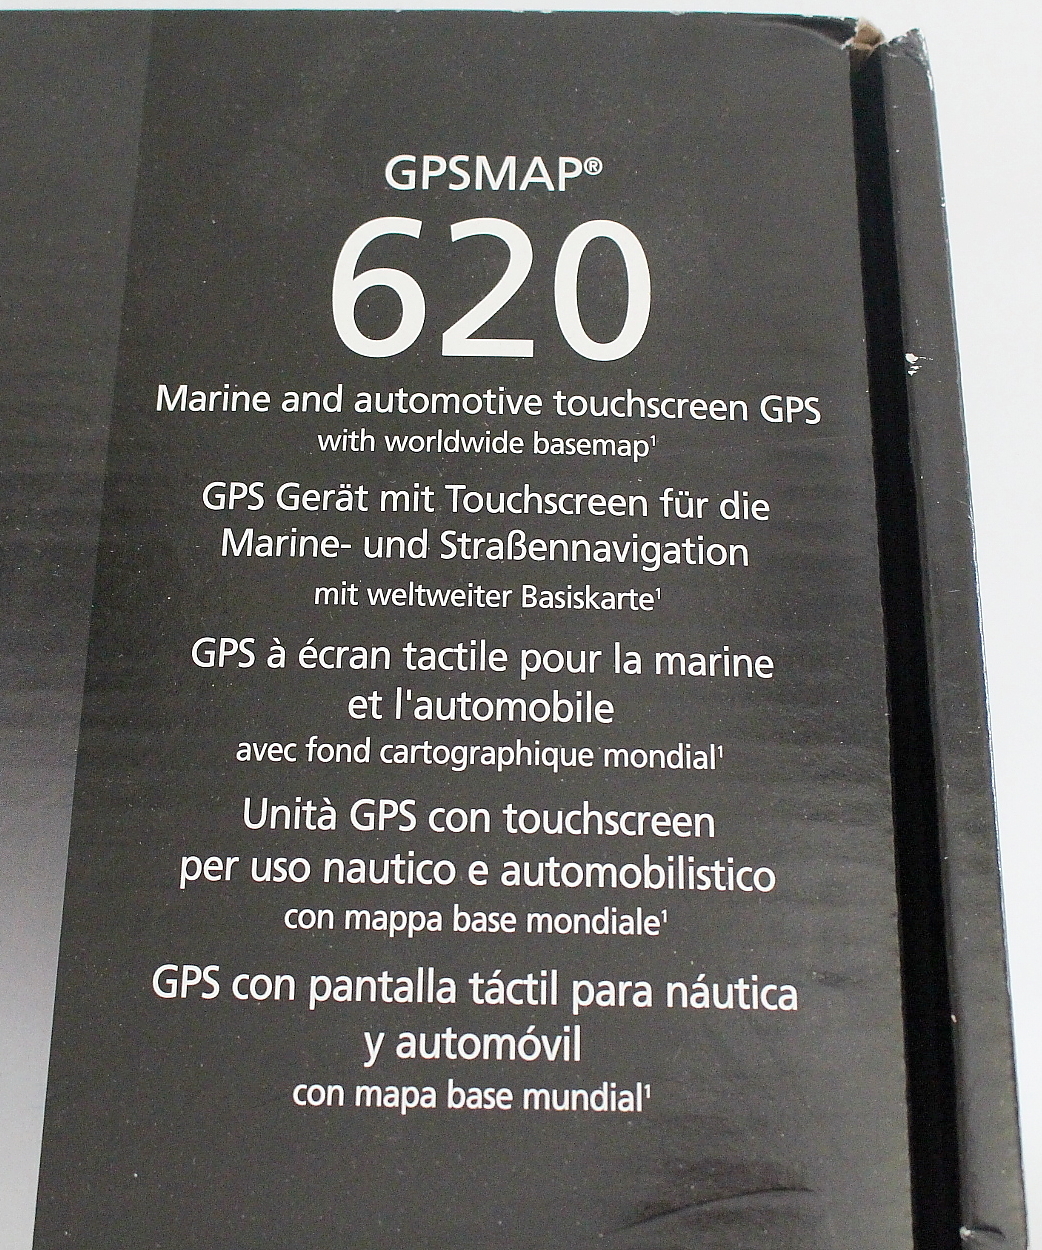 GPSMAP®
620
Marine and automotive touchscreen GPS
with worldwide basemap¹
GPS Gerät mit Touchscreen für die
Marine- und Straßennavigation
mit weltweiter Basiskarte¹
GPS à écran tactile pour la marine
et l'automobile
avec fond cartographique mondial¹
Unità GPS con touchscreen
per uso nautico e automobilistico
con mappa base mondiale¹
GPS con pantalla táctil para náutica
y automóvil
con mapa base mundial¹